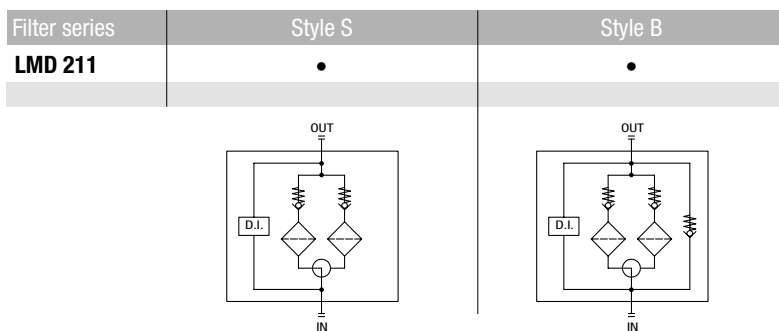 Filter series Style S Style B
LMD 211 • •
OUT OUT
D.I. D.I.
IN IN